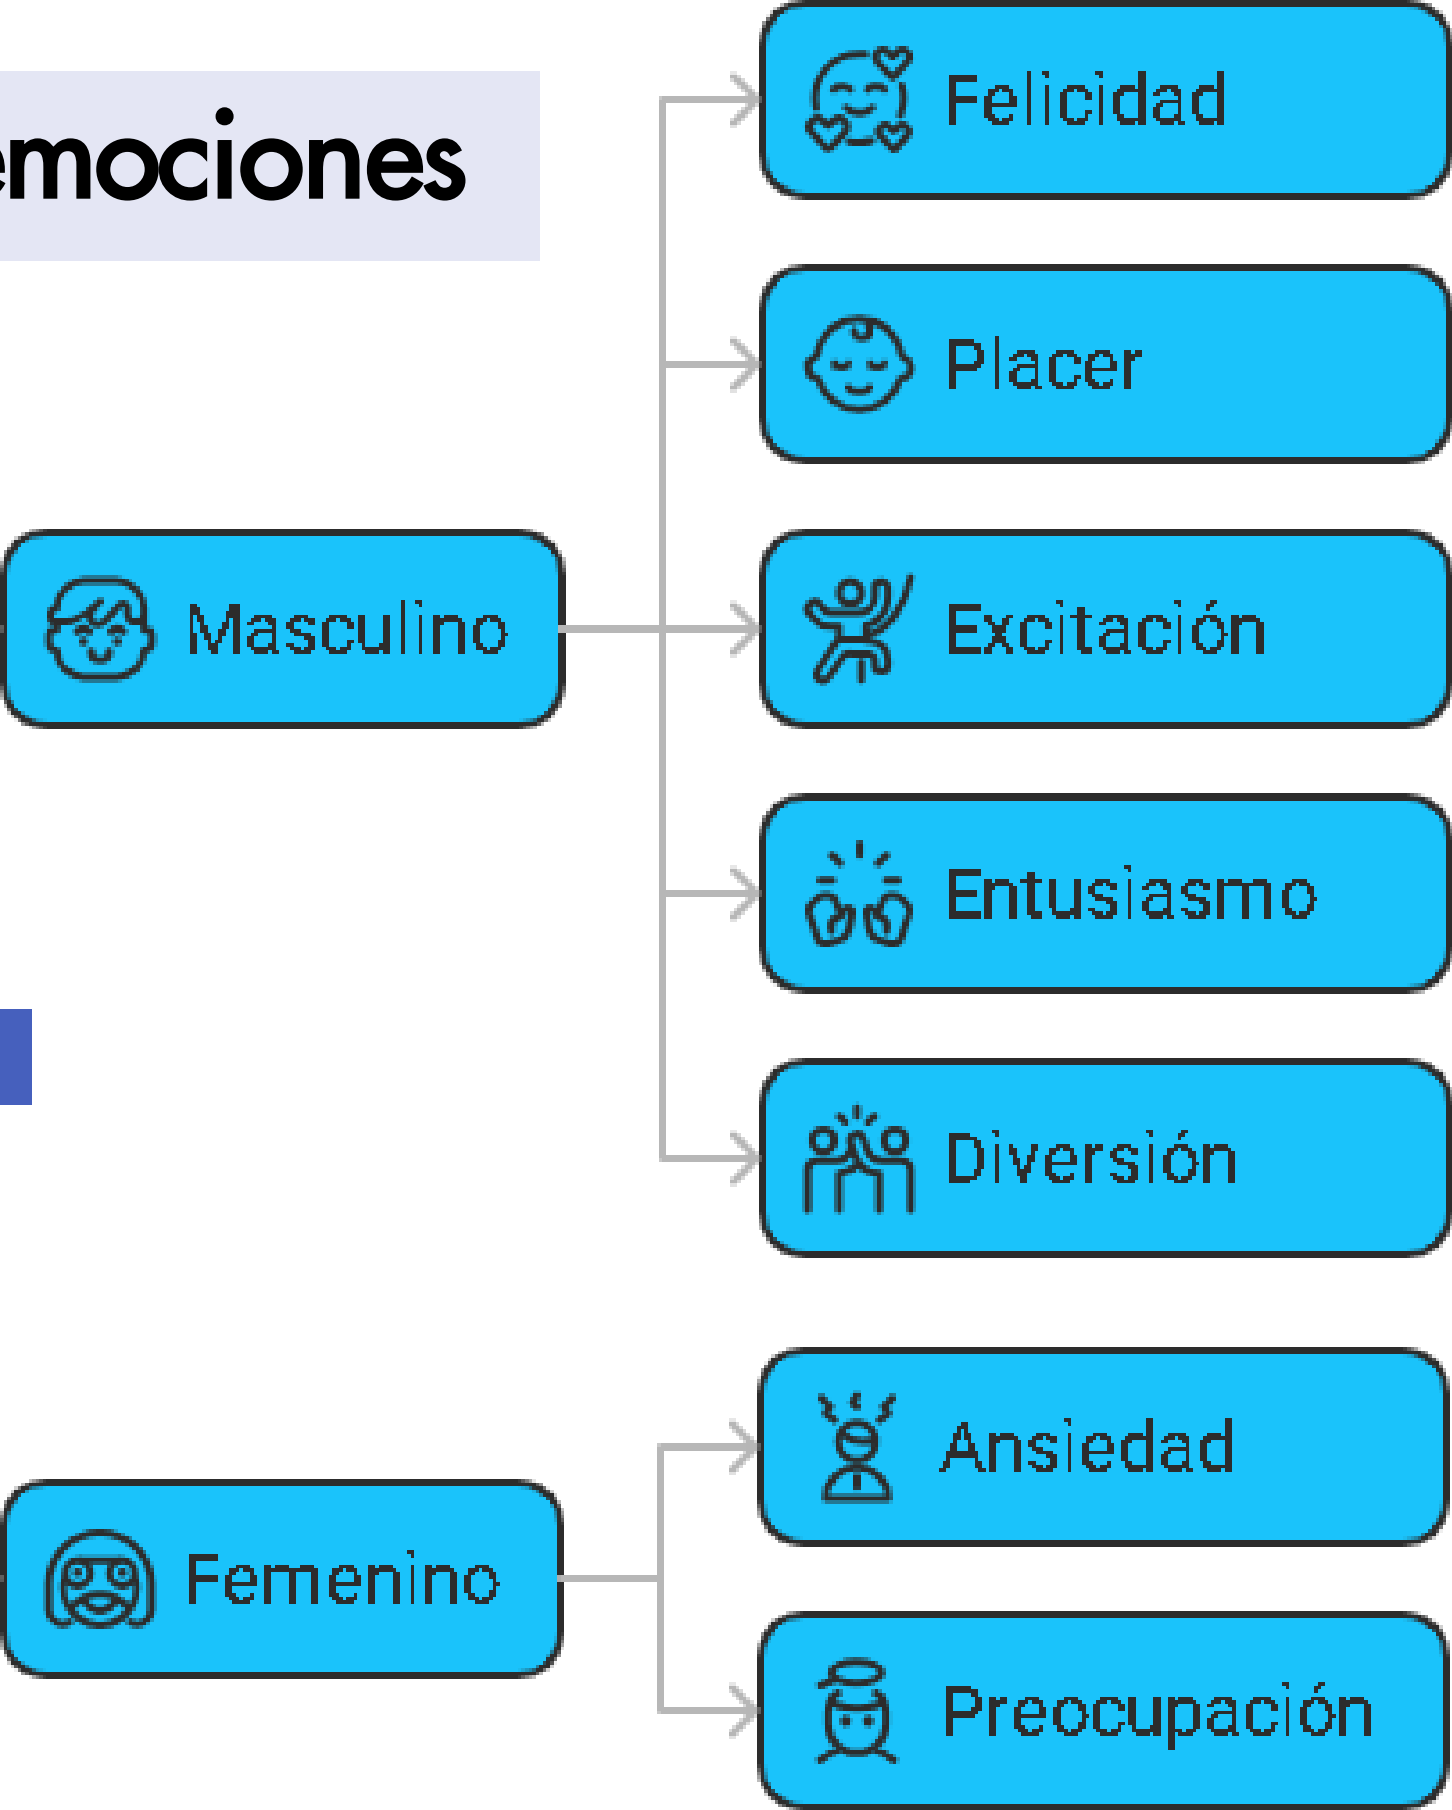 emociones
Felicidad
Placer
Masculino
Excitación
Entusiasmo
Diversión
Ansiedad
Femenino
Preocupación